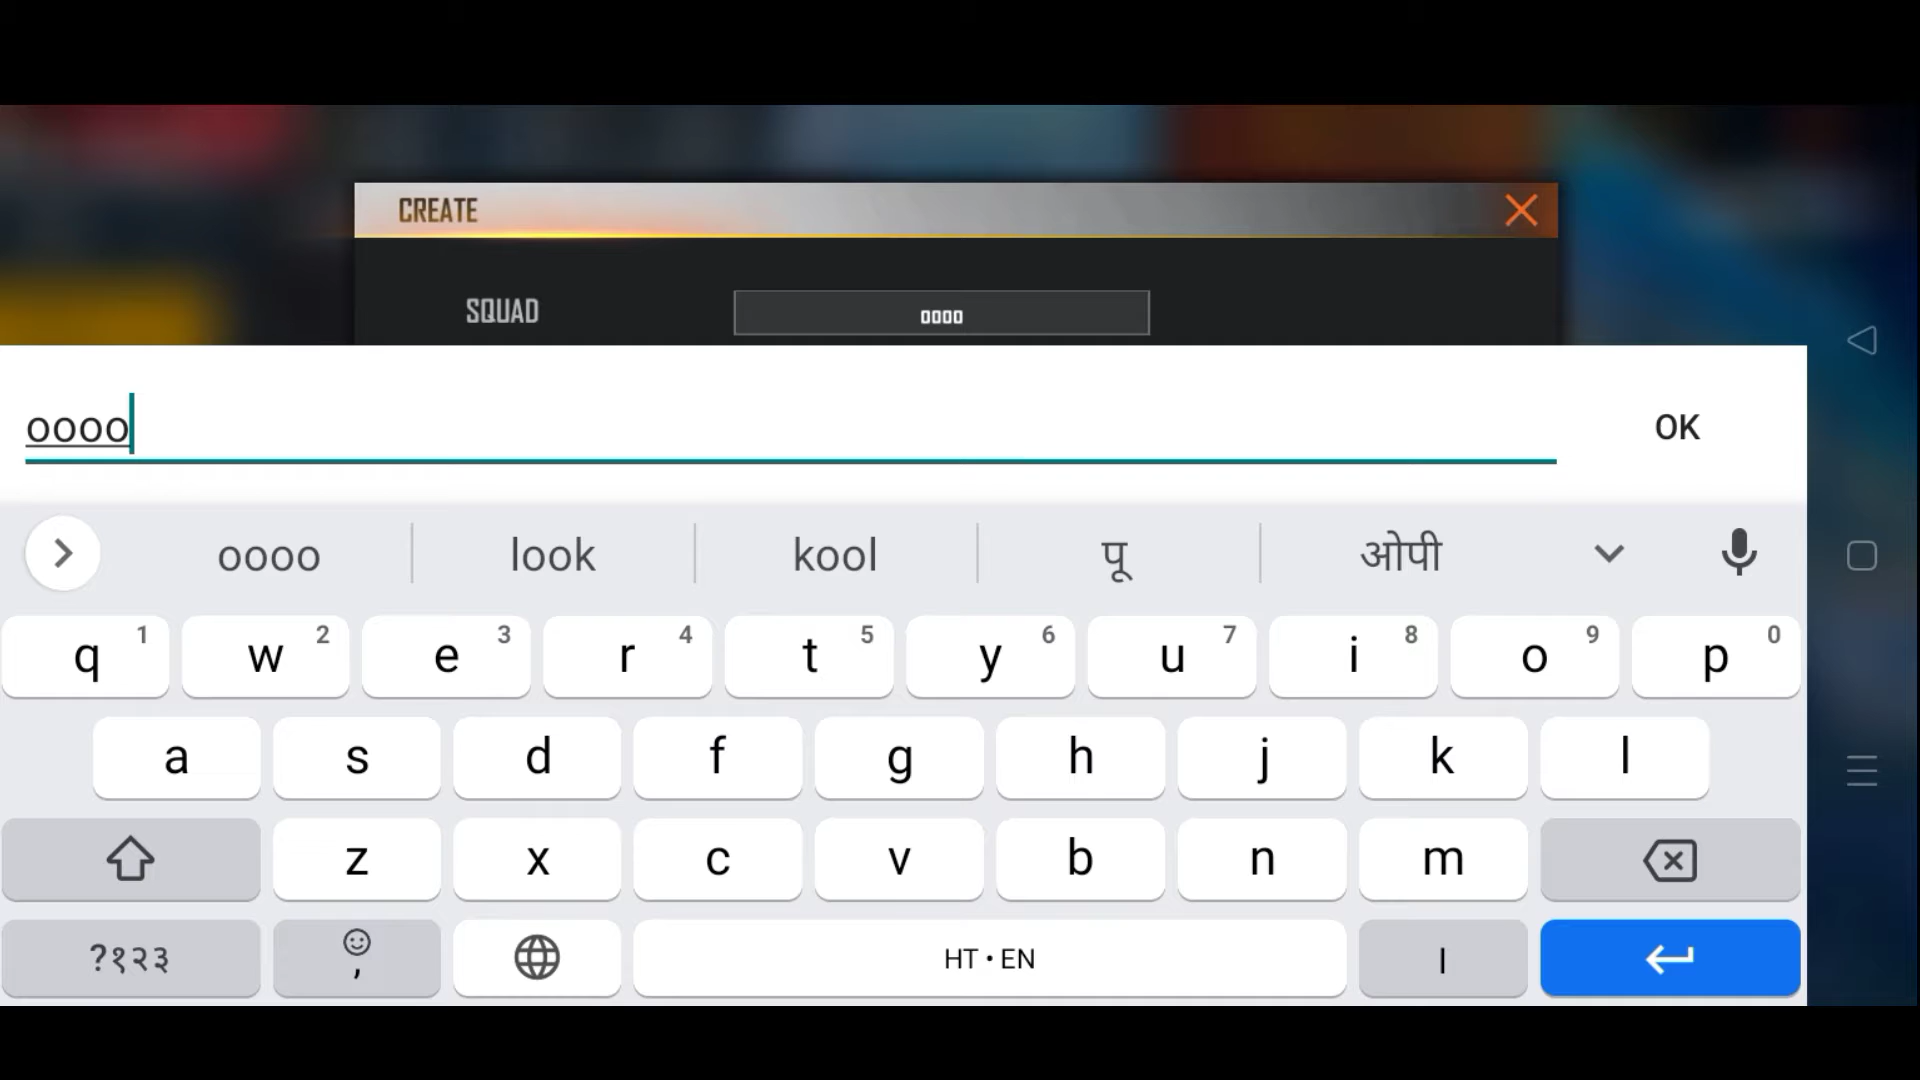 CREATE
SQUAD oooo
oooo OK
oooo look kool पू ओपी
q 1 w 2 e 3 r 4 t 5 y 6 u 7 i 8 o 9 p 0
a s d f g h j k l
z x c v b n m
?१२३ , HT • EN ।